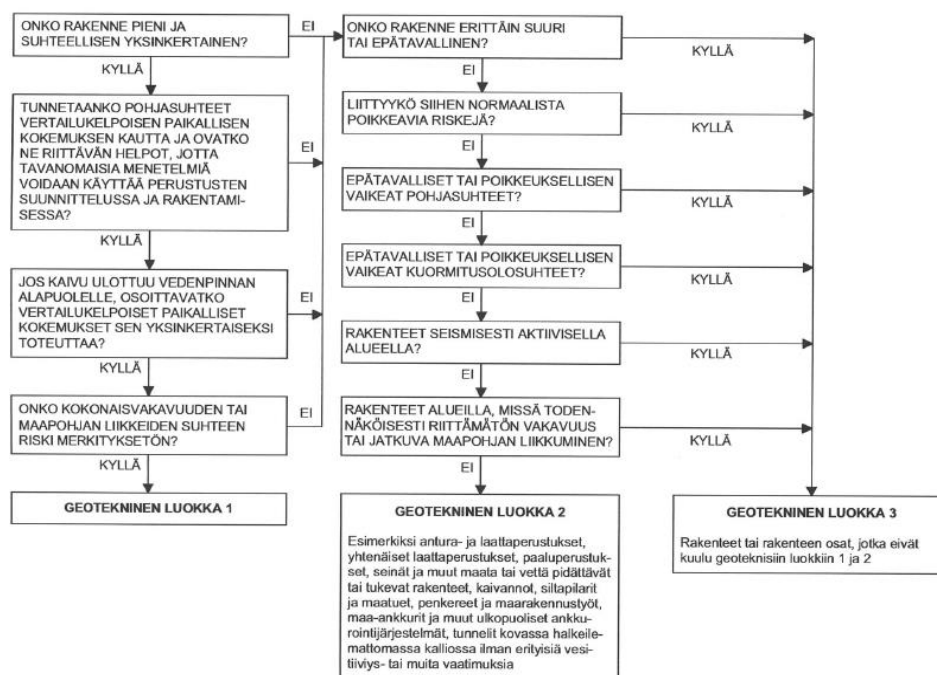 ONKO RAKENNE PIENI JA
SUHTEELLISEN YKSINKERTAINEN?
EI
KYLLÄ
TUNNETAANKO POHJASUHTEET
VERTAILUKELPOISEN PAIKALLISEN
KOKEMUKSEN KAUTTA JA OVATKO
NE RIITTÄVÄN HELPOT, JOTTA
TAVANOMAISIA MENETELMIÄ
VOIDAAN KÄYTTÄÄ PERUSTUSTEN
SUUNNITTELUSSA JA RAKENTAMI-
SESSA?
EI
KYLLÄ
JOS KAIVU ULOTTUU VEDENPINNAN
ALAPUOLELLE, OSOITTAVATKO
VERTAILUKELPOISET PAIKALLISET
KOKEMUKSET SEN YKSINKERTAISEKSI
TOTEUTTAA?
EI
KYLLÄ
ONKO KOKONAISVAKAVUUDEN TAI
MAAPOHJAN LIIKKEIDEN SUHTEEN
RISKI MERKITYKSETÖN?
EI
KYLLÄ
GEOTEKNINEN LUOKKA 1
ONKO RAKENNE ERITTÄIN SUURI
TAI EPÄTAVALLINEN?
KYLLÄ
EI
LIITTYYKÖ SIIHEN NORMAALISTA
POIKKEAVIA RISKEJÄ?
KYLLÄ
EI
EPÄTAVALLISET TAI POIKKEUKSELLISEN
VAIKEAT POHJASUHTEET?
KYLLÄ
EI
EPÄTAVALLISET TAI POIKKEUKSELLISEN
VAIKEAT KUORMITUSOLOSUHTEET?
KYLLÄ
EI
RAKENTEET SEISMISESTI AKTIIVISELLA
ALUEELLA?
KYLLÄ
EI
RAKENTEET ALUEILLA, MISSÄ TODEN-
NÄKÖISESTI RIITTÄMÄTÖN VAKAVUUS
TAI JATKUVA MAAPOHJAN LIIKKUMINEN?
KYLLÄ
EI
GEOTEKNINEN LUOKKA 2
Esimerkiksi antura- ja laattaperustukset,
yhtenäiset laattaperustukset, paaluperustuk-
set, seinät ja muut maata tai vettä pidättävät
tai tukevat rakenteet, kaivannot, siltapilarit
ja maatuet, penkereet ja maarakennustyöt,
maa-ankkurit ja muut ulkopuoliset ankku-
rointijärjestelmät, tunnelit kovassa halkeile-
mattomassa kalliossa ilman erityisiä vesi-
tiiviys- tai muita vaatimuksia
GEOTEKNINEN LUOKKA 3
Rakenteet tai rakenteen osat, jotka eivät
kuulu geoteknisiin luokkiin 1 ja 2